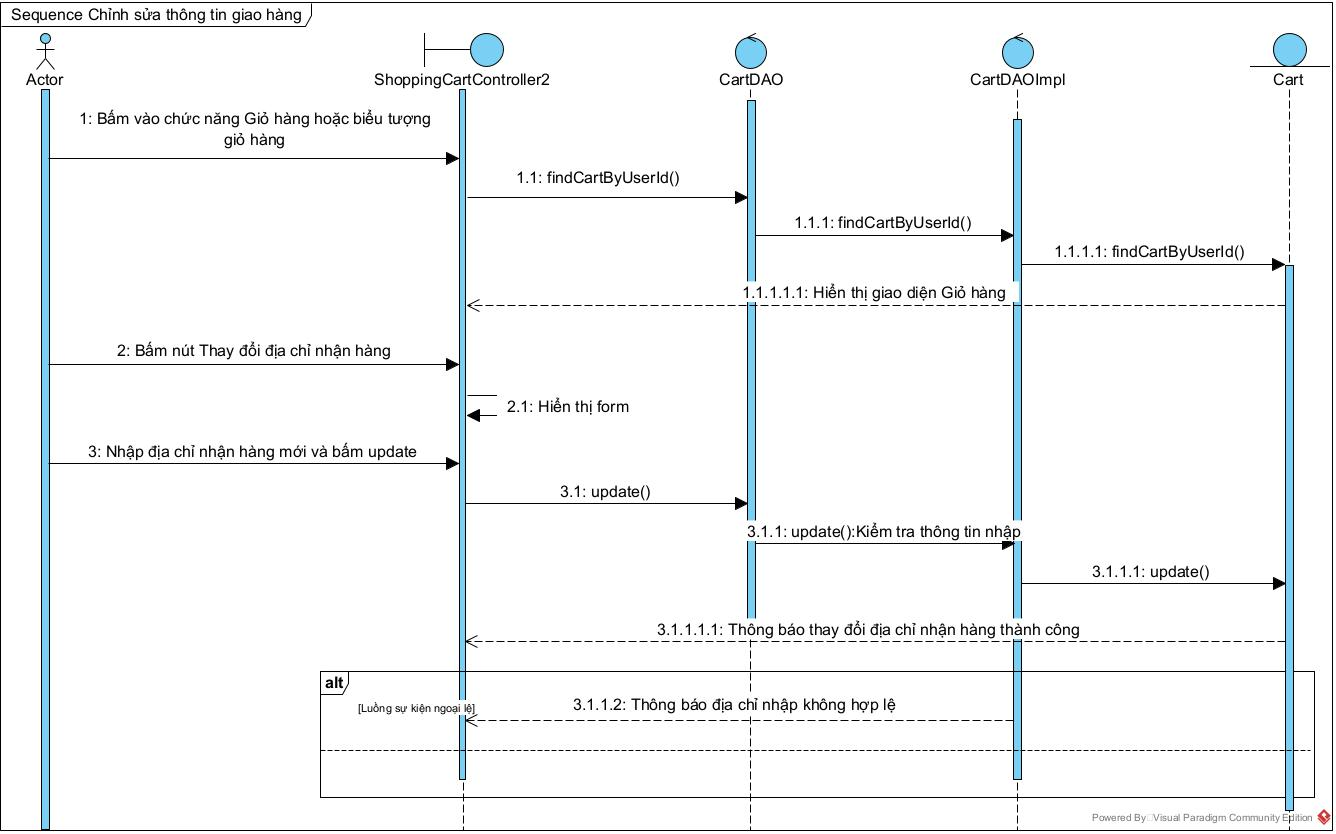 Sequence Chỉnh sửa thông tin giao hàng
Actor
ShoppingCartController2
CartDAO
CartDAOImpl
Cart
1: Bấm vào chức năng Giỏ hàng hoặc biểu tượng
giỏ hàng
1.1: findCartByUserId()
1.1.1: findCartByUserId()
1.1.1.1: findCartByUserId()
1.1.1.1.1: Hiển thị giao diện Giỏ hàng
2: Bấm nút Thay đổi địa chỉ nhận hàng
2.1: Hiển thị form
3: Nhập địa chỉ nhận hàng mới và bấm update
3.1: update()
3.1.1: update():Kiểm tra thông tin nhập
3.1.1.1: update()
3.1.1.1.1: Thông báo thay đổi địa chỉ nhận hàng thành công
alt
[Luồng sự kiện ngoại lệ]
3.1.1.2: Thông báo địa chỉ nhập không hợp lệ
Powered By Visual Paradigm Community Edition